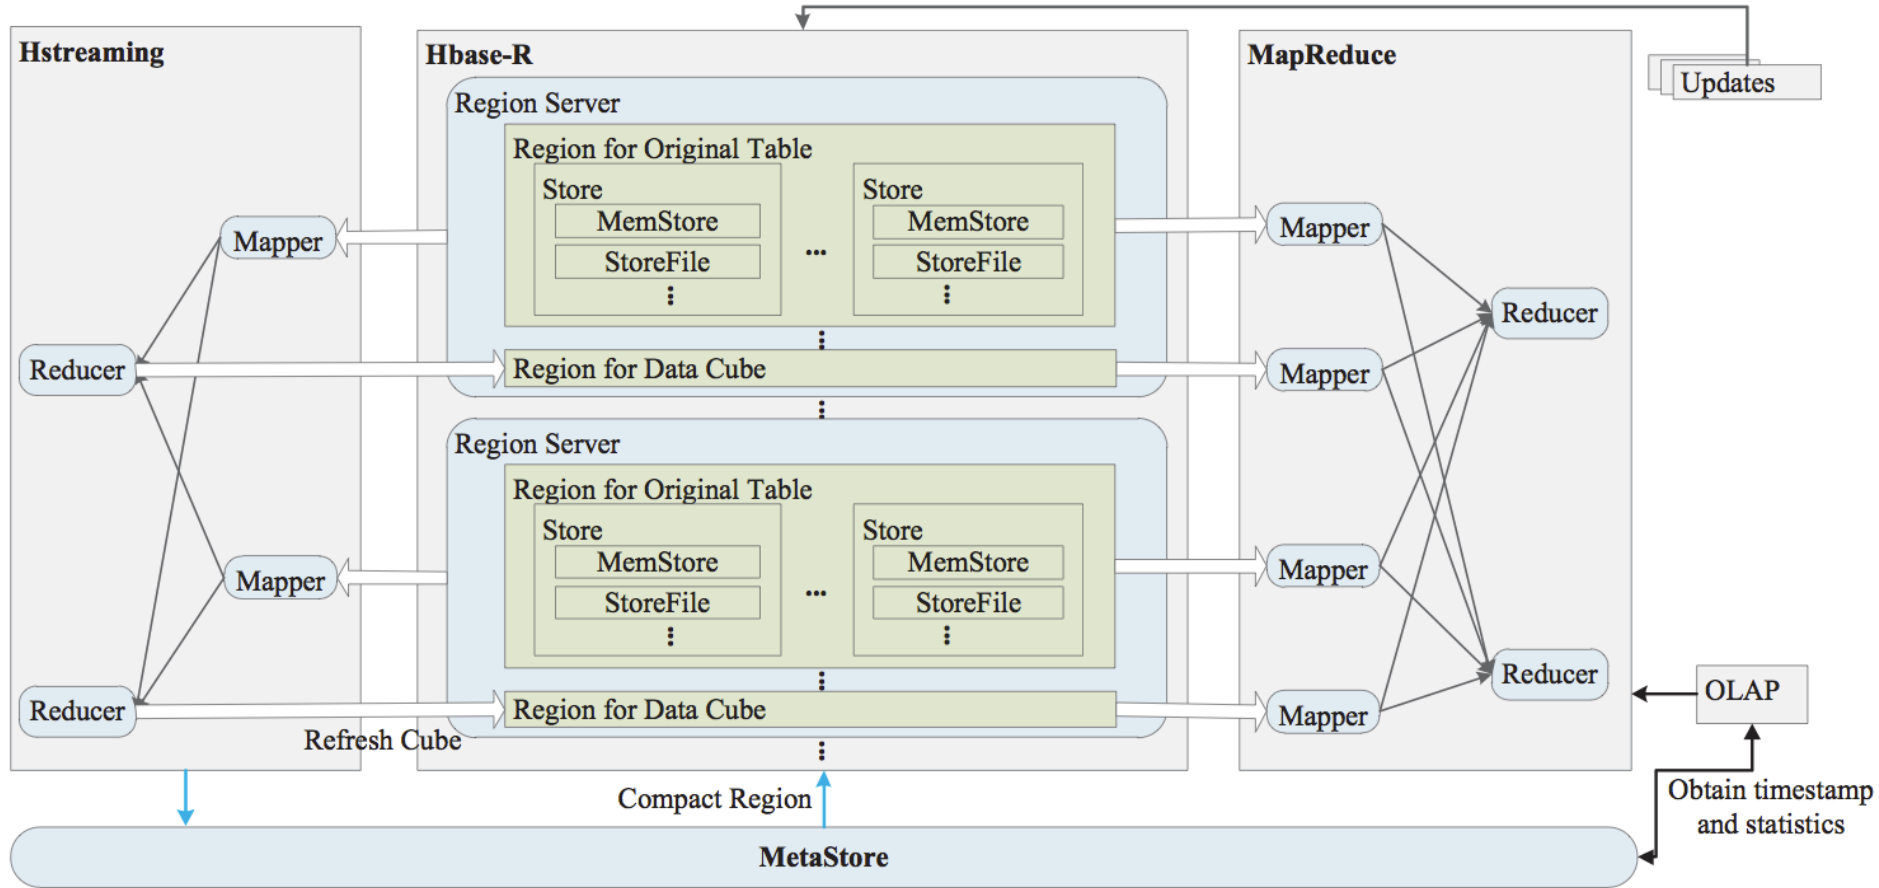 Hstreaming
Mapper
Reducer
Mapper
Reducer
Refresh Cube
Hbase-R
Region Server
Region for Original Table
Store
MemStore
StoreFile
...
Store
MemStore
StoreFile
Region for Data Cube
Region Server
Region for Original Table
Store
MemStore
StoreFile
...
Store
MemStore
StoreFile
Region for Data Cube
MapReduce
Mapper
Mapper
Mapper
Mapper
Reducer
Reducer
Updates
OLAP
Obtain timestamp
and statistics
Compact Region
MetaStore